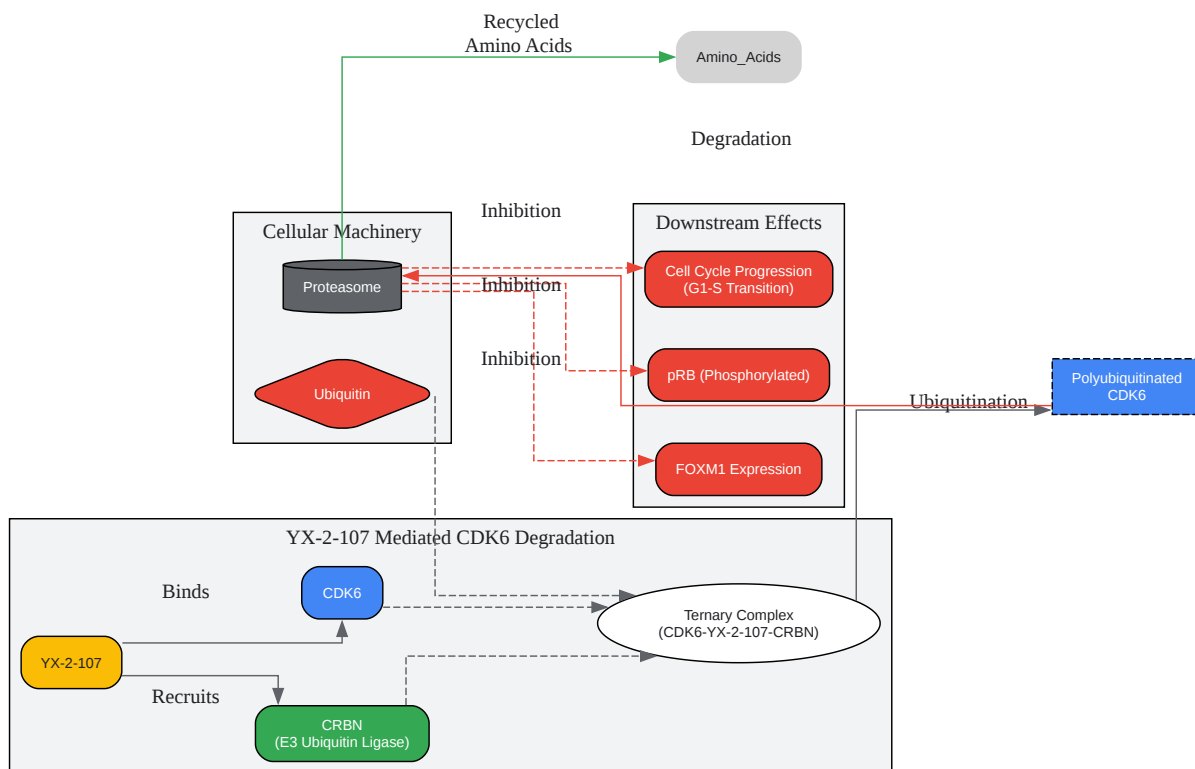 Recycled
Amino Acids
Amino_Acids
Degradation
Inhibition
Cellular Machinery
Downstream Effects
Proteasome
Cell Cycle Progression
(G1-S Transition)
Inhibition
Inhibition
Ubiquitin
pRB (Phosphorylated)
Polyubiquitinated
CDK6
Ubiquitination
FOXM1 Expression
YX-2-107 Mediated CDK6 Degradation
Binds
CDK6
Ternary Complex
(CDK6-YX-2-107-CRBN)
YX-2-107
Recruits
CRBN
(E3 Ubiquitin Ligase)